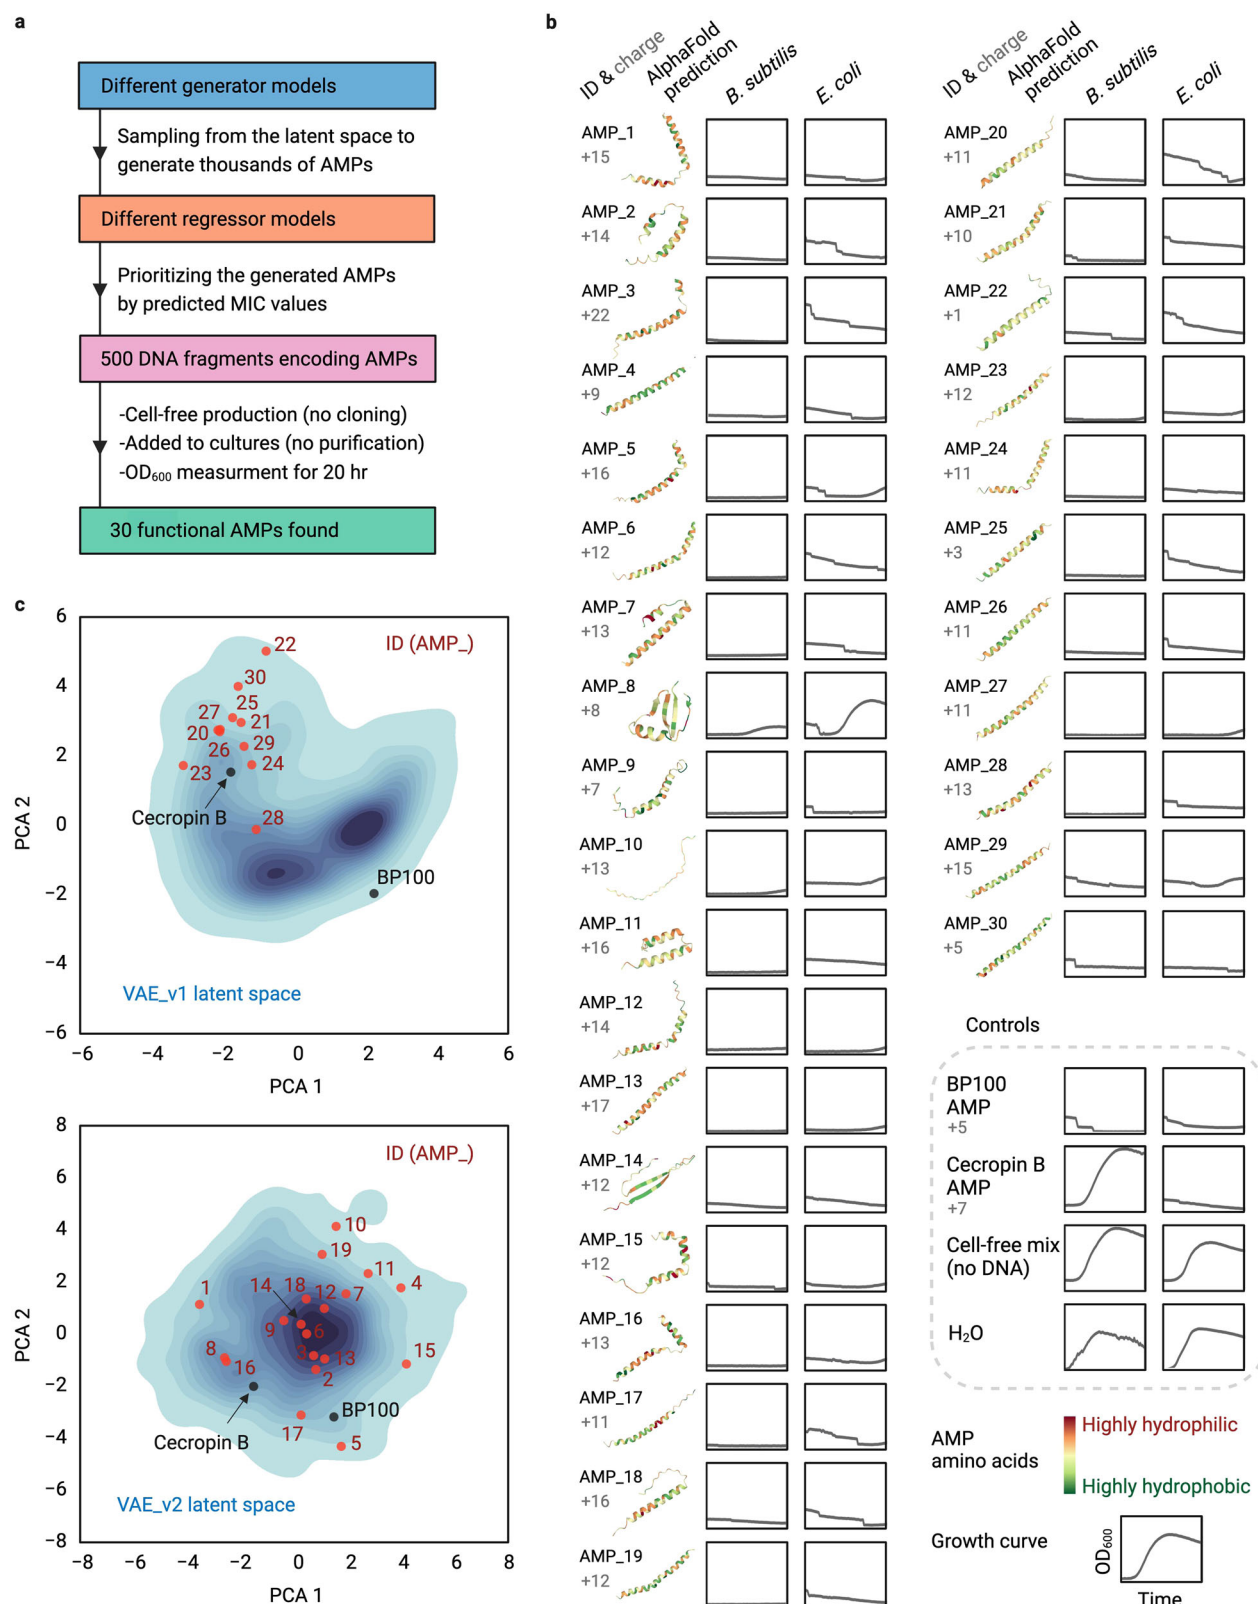 a
Different generator models
Sampling from the latent space to
generate thousands of AMPs
Different regressor models
Prioritizing the generated AMPs
by predicted MIC values
500 DNA fragments encoding AMPs
-Cell-free production (no cloning)
-Added to cultures (no purification)
-OD600 measurment for 20 hr
30 functional AMPs found
b
ID & charge
AlphaFold
prediction
B. subtilis
E. coli
AMP_1
+15
AMP_2
+14
AMP_3
+22
AMP_4
+9
AMP_5
+16
AMP_6
+12
AMP_7
+13
AMP_8
+8
AMP_9
+7
AMP_10
+13
AMP_11
+16
AMP_12
+14
AMP_13
+17
AMP_14
+12
AMP_15
+12
AMP_16
+13
AMP_17
+11
AMP_18
+16
AMP_19
+12
ID & charge
AlphaFold
prediction
B. subtilis
E. coli
AMP_20
+11
AMP_21
+10
AMP_22
+1
AMP_23
+12
AMP_24
+11
AMP_25
+3
AMP_26
+11
AMP_27
+11
AMP_28
+13
AMP_29
+15
AMP_30
+5
Controls
BP100
AMP
+5
Cecropin B
AMP
+7
Cell-free mix
(no DNA)
H₂O
AMP
amino acids
Highly hydrophilic
Highly hydrophobic
Growth curve
OD600
Time
c
6
4
2
0
−2
−4
−6
PCA 2
ID (AMP_)
22
30
25
27
21
20
29
26
24
23
Cecropin B
28
BP100
VAE_v1 latent space
−6
−4
−2
0
2
4
6
PCA 1
8
6
4
2
0
−2
−4
−6
−8
PCA 2
ID (AMP_)
10
19
11
14
18
12
7
4
1
9
6
8
16
3
13
15
2
Cecropin B
17
BP100
5
VAE_v2 latent space
−8
−6
−4
−2
0
2
4
6
8
PCA 1